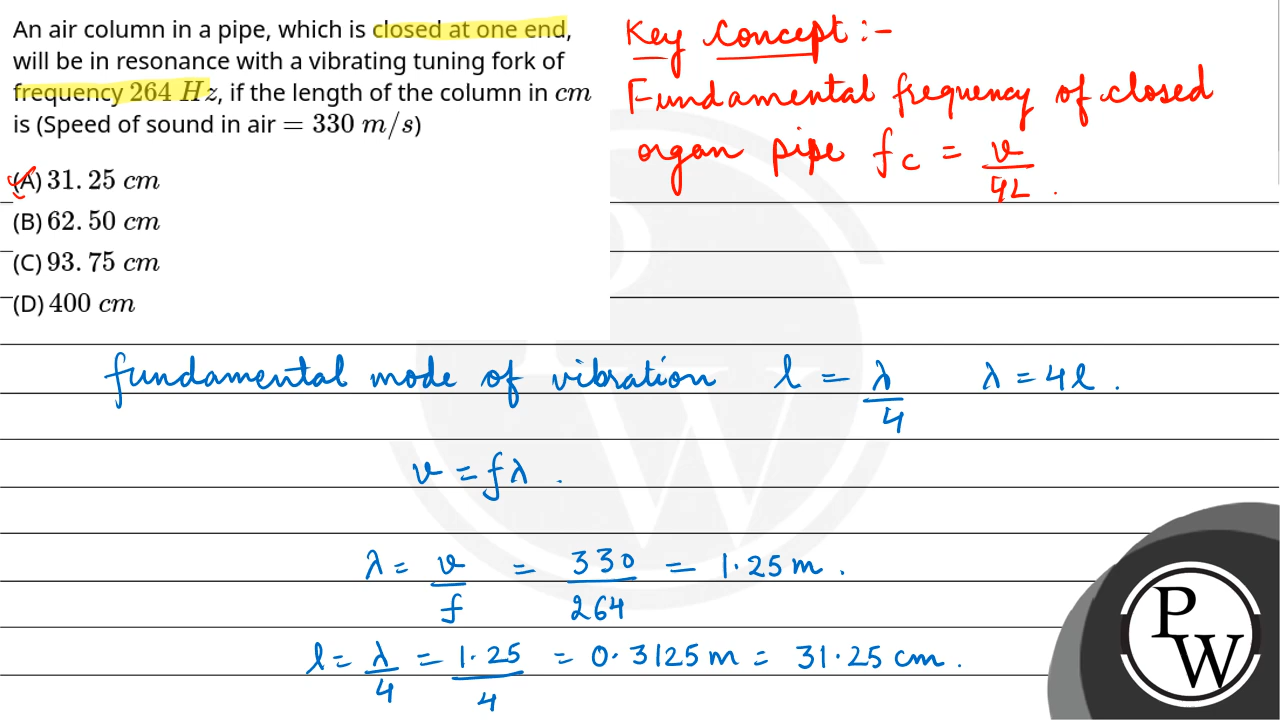 An air column in a pipe, which is closed at one end,
will be in resonance with a vibrating tuning fork of
frequency 264 Hz, if the length of the column in cm
is (Speed of sound in air = 330 m/s)
(A) 31.25 cm
(B) 62.50 cm
(C) 93.75 cm
(D) 400 cm
Key Concept :-
Fundamental frequency of closed
organ pipe f_c = v/4L .
fundamental mode of vibration l = λ/4 λ = 4l .
v = fλ .
λ = v/f = 330/264 = 1.25 m .
l = λ/4 = 1.25/4 = 0.3125 m = 31.25 cm .
PW